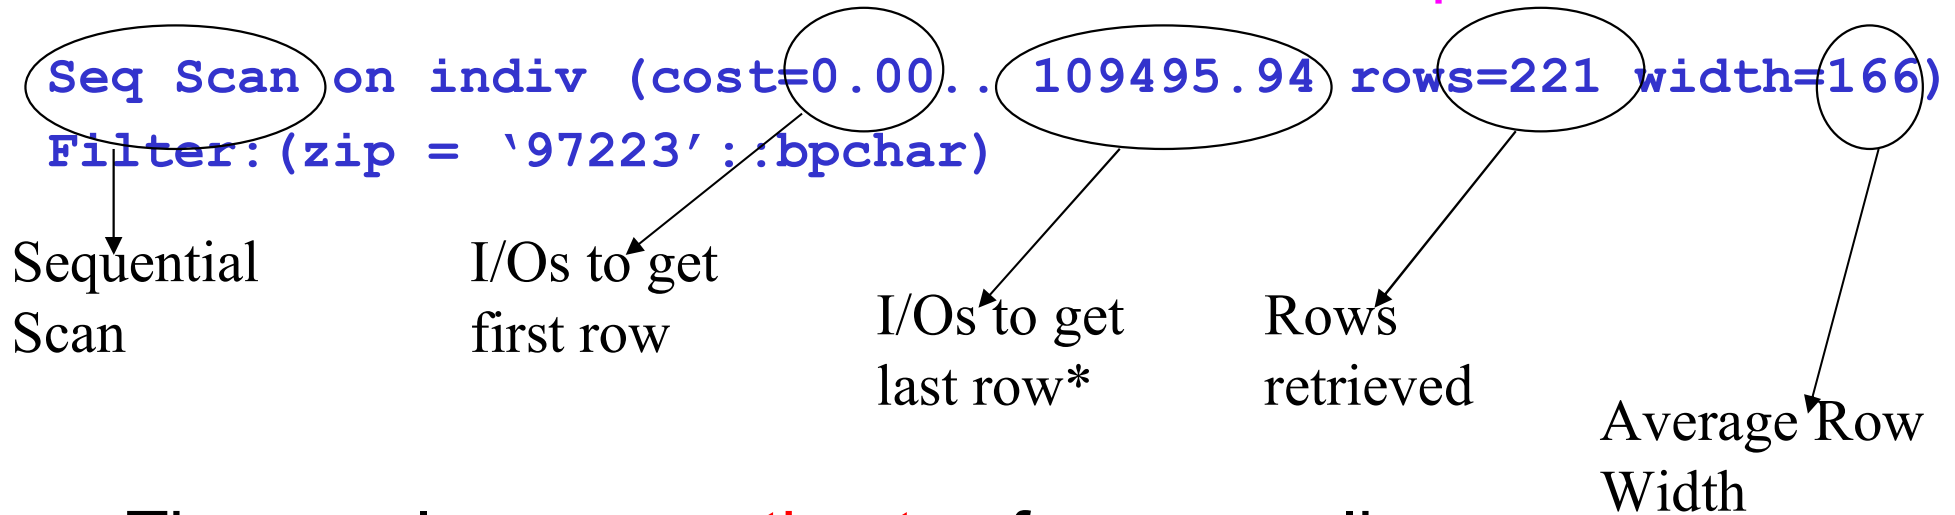 Seq Scan on indiv (cost=0.00.. 109495.94 rows=221 width=166)
Filter:(zip = ‘97223’::bpchar)
Sequential
Scan
I/Os to get
first row
I/Os to get
last row*
Rows
retrieved
Average Row
Width